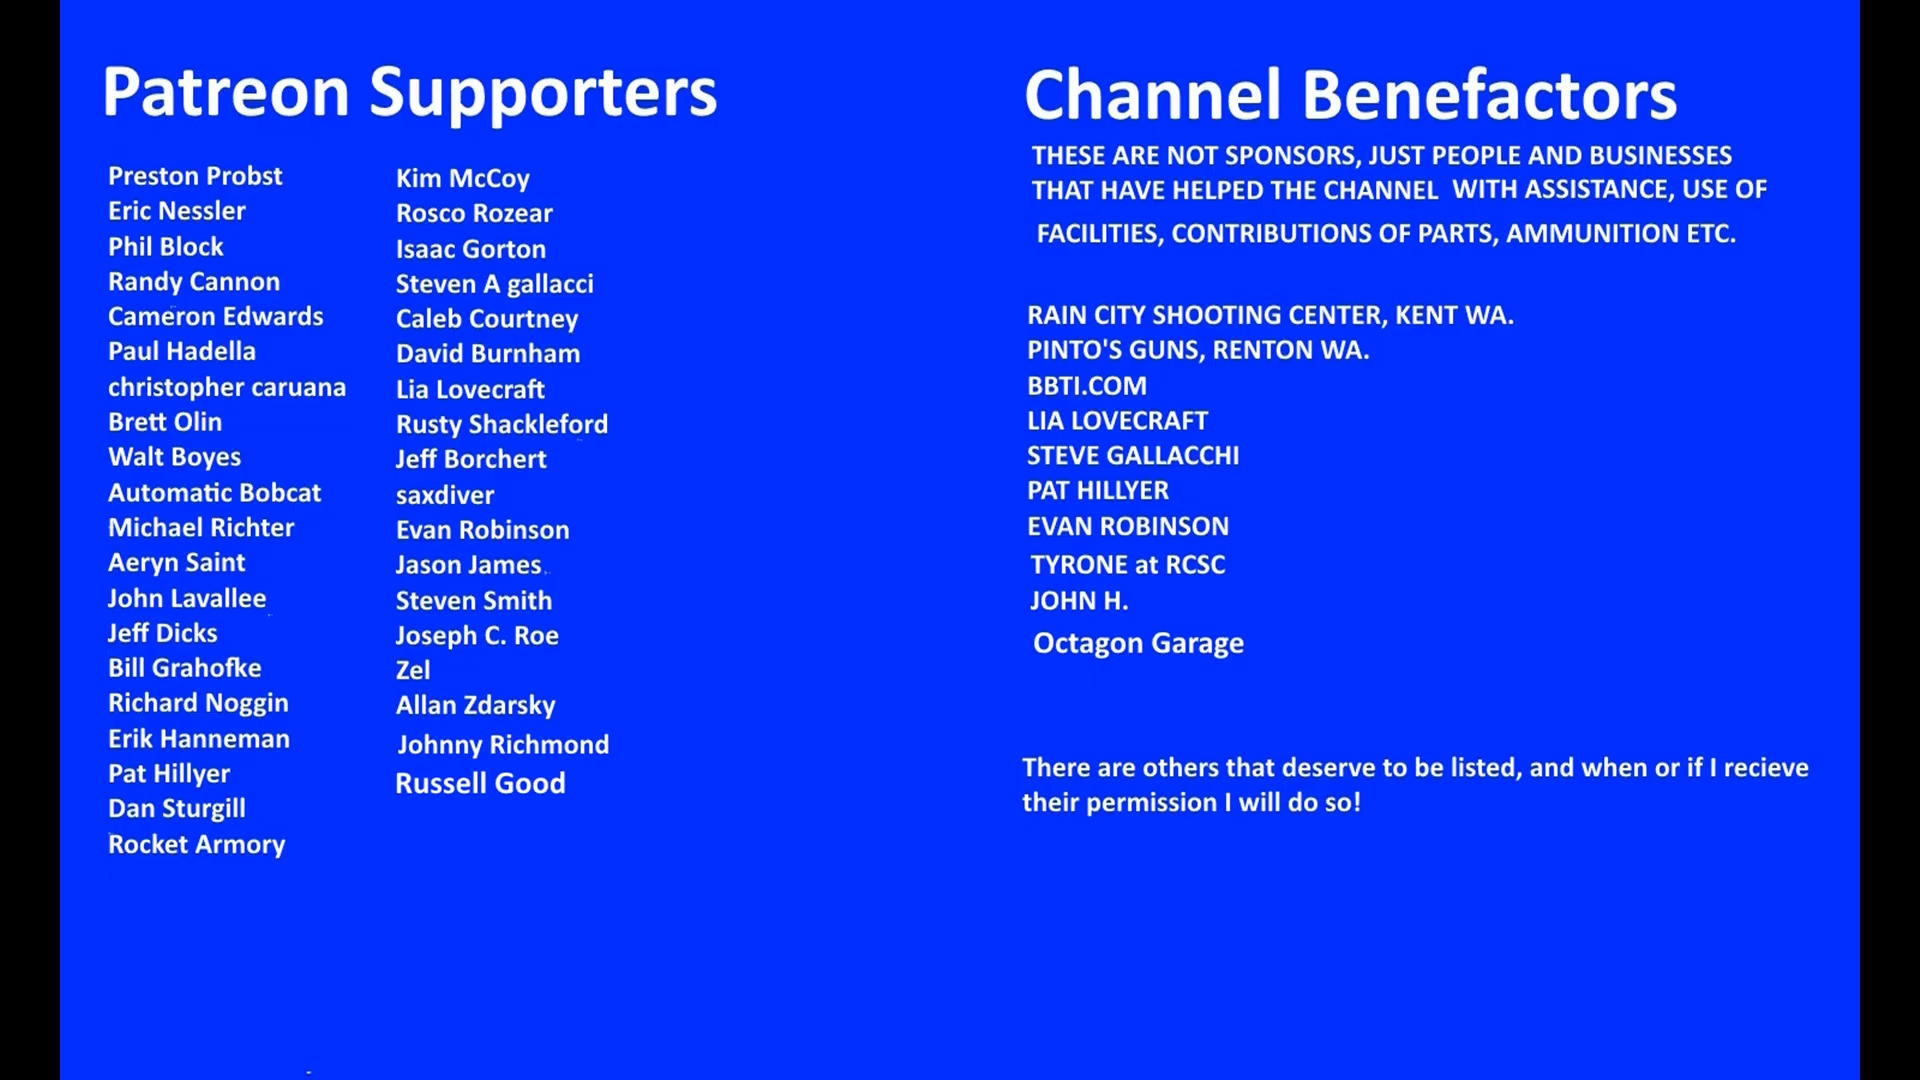 Patreon Supporters
Preston Probst
Eric Nessler
Phil Block
Randy Cannon
Cameron Edwards
Paul Hadella
christopher caruana
Brett Olin
Walt Boyes
Automatic Bobcat
Michael Richter
Aeryn Saint
John Lavallee
Jeff Dicks
Bill Grahofke
Richard Noggin
Erik Hanneman
Pat Hillyer
Dan Sturgill
Rocket Armory
Kim McCoy
Rosco Rozear
Isaac Gorton
Steven A gallacci
Caleb Courtney
David Burnham
Lia Lovecraft
Rusty Shackleford
Jeff Borchert
saxdiver
Evan Robinson
Jason James
Steven Smith
Joseph C. Roe
Zel
Allan Zdarsky
Johnny Richmond
Russell Good
Channel Benefactors
THESE ARE NOT SPONSORS, JUST PEOPLE AND BUSINESSES
THAT HAVE HELPED THE CHANNEL WITH ASSISTANCE, USE OF
FACILITIES, CONTRIBUTIONS OF PARTS, AMMUNITION ETC.
RAIN CITY SHOOTING CENTER, KENT WA.
PINTO'S GUNS, RENTON WA.
BBTI.COM
LIA LOVECRAFT
STEVE GALLACCHI
PAT HILLYER
EVAN ROBINSON
TYRONE at RCSC
JOHN H.
Octagon Garage
There are others that deserve to be listed, and when or if I recieve
their permission I will do so!